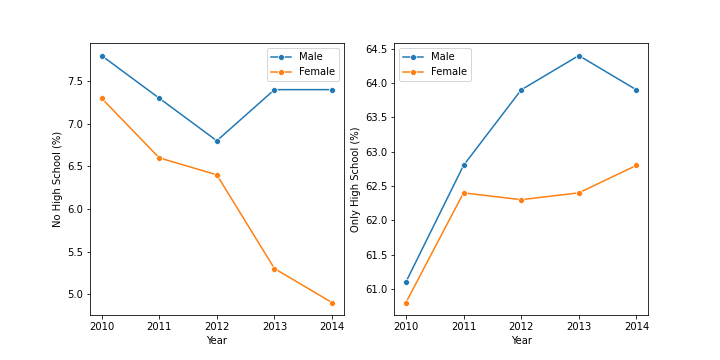 No High School (%)
7.5
7.0
6.5
6.0
5.5
5.0
2010 2011 2012 2013 2014
Year
Male
Female
Only High School (%)
64.5
64.0
63.5
63.0
62.5
62.0
61.5
61.0
2010 2011 2012 2013 2014
Year
Male
Female